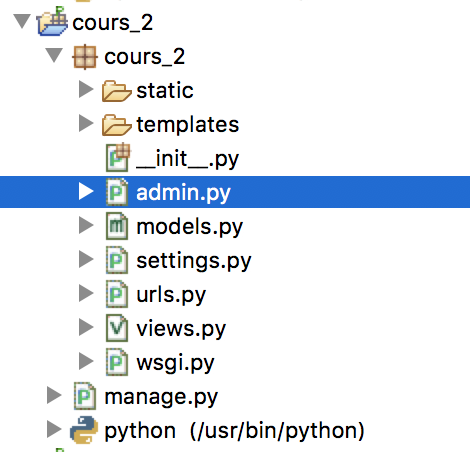 cours_2
cours_2
static
templates
__init__.py
admin.py
models.py
settings.py
urls.py
views.py
wsgi.py
manage.py
python (/usr/bin/python)